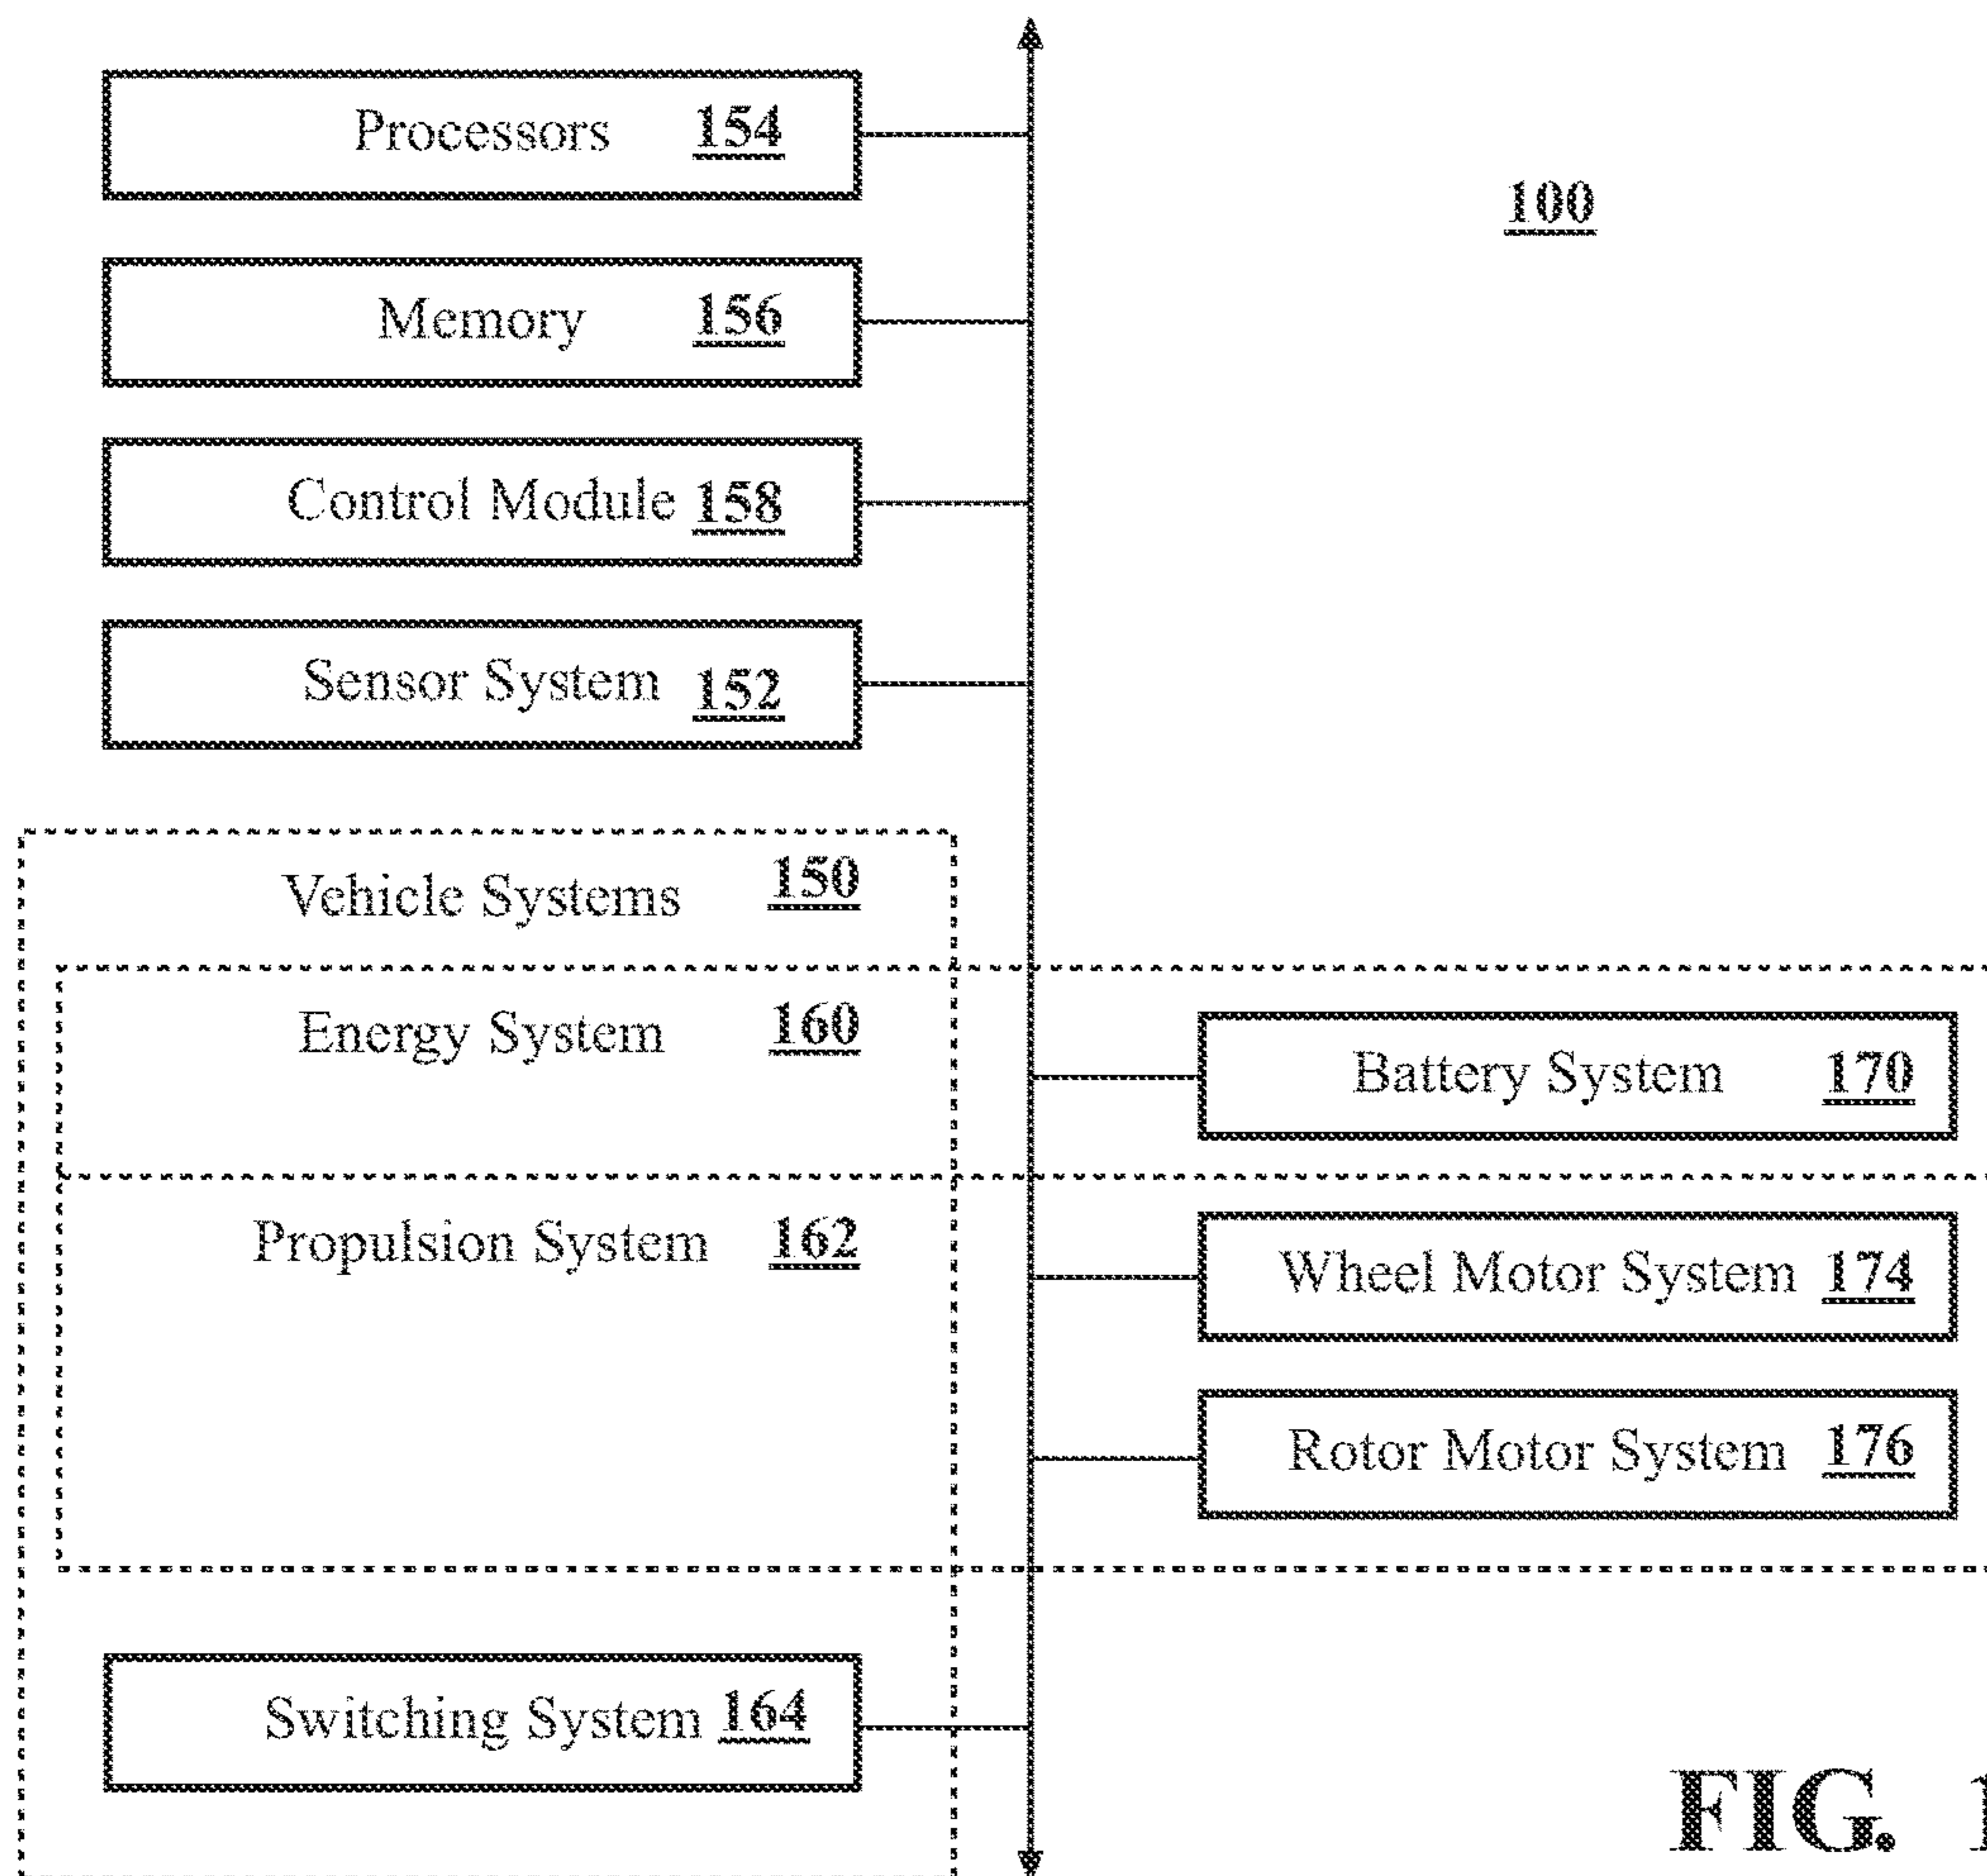 Processors 154
100
Memory 156
Control Module 158
Sensor System 152
Vehicle Systems 150
Energy System 160
Battery System 170
Propulsion System 162
Wheel Motor System 174
Rotor Motor System 176
Switching System 164
FIG. 1